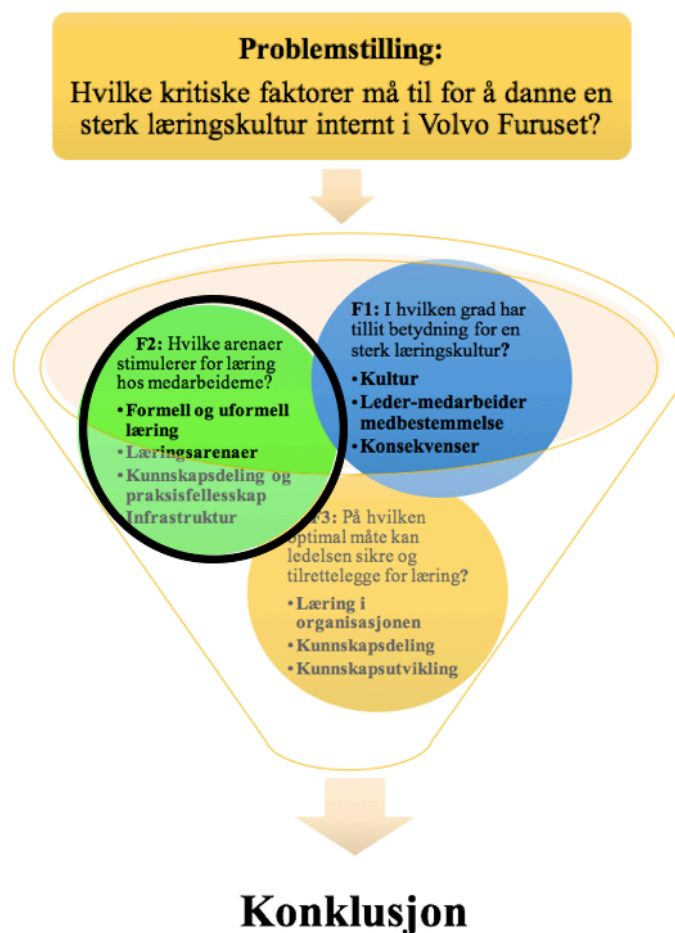 Problemstilling:
Hvilke kritiske faktorer må til for å danne en
sterk læringskultur internt i Volvo Furuset?
F1: I hvilken grad har
tillit betydning for en
sterk læringskultur?
•Kultur
•Leder-medarbeider
medbestemmelse
•Konsekvenser
F2: Hvilke arenaer
stimulerer for læring
hos medarbeiderne?
•Formell og uformell
læring
•Læringsarenaer
•Kunnskapsdeling og
praksisfellesskap
•Infrastruktur
F3: På hvilken
optimal måte kan
ledelsen sikre og
tilrettelegge for læring?
•Læring i
organisasjonen
•Kunnskapsdeling
•Kunnskapsutvikling
Konklusjon